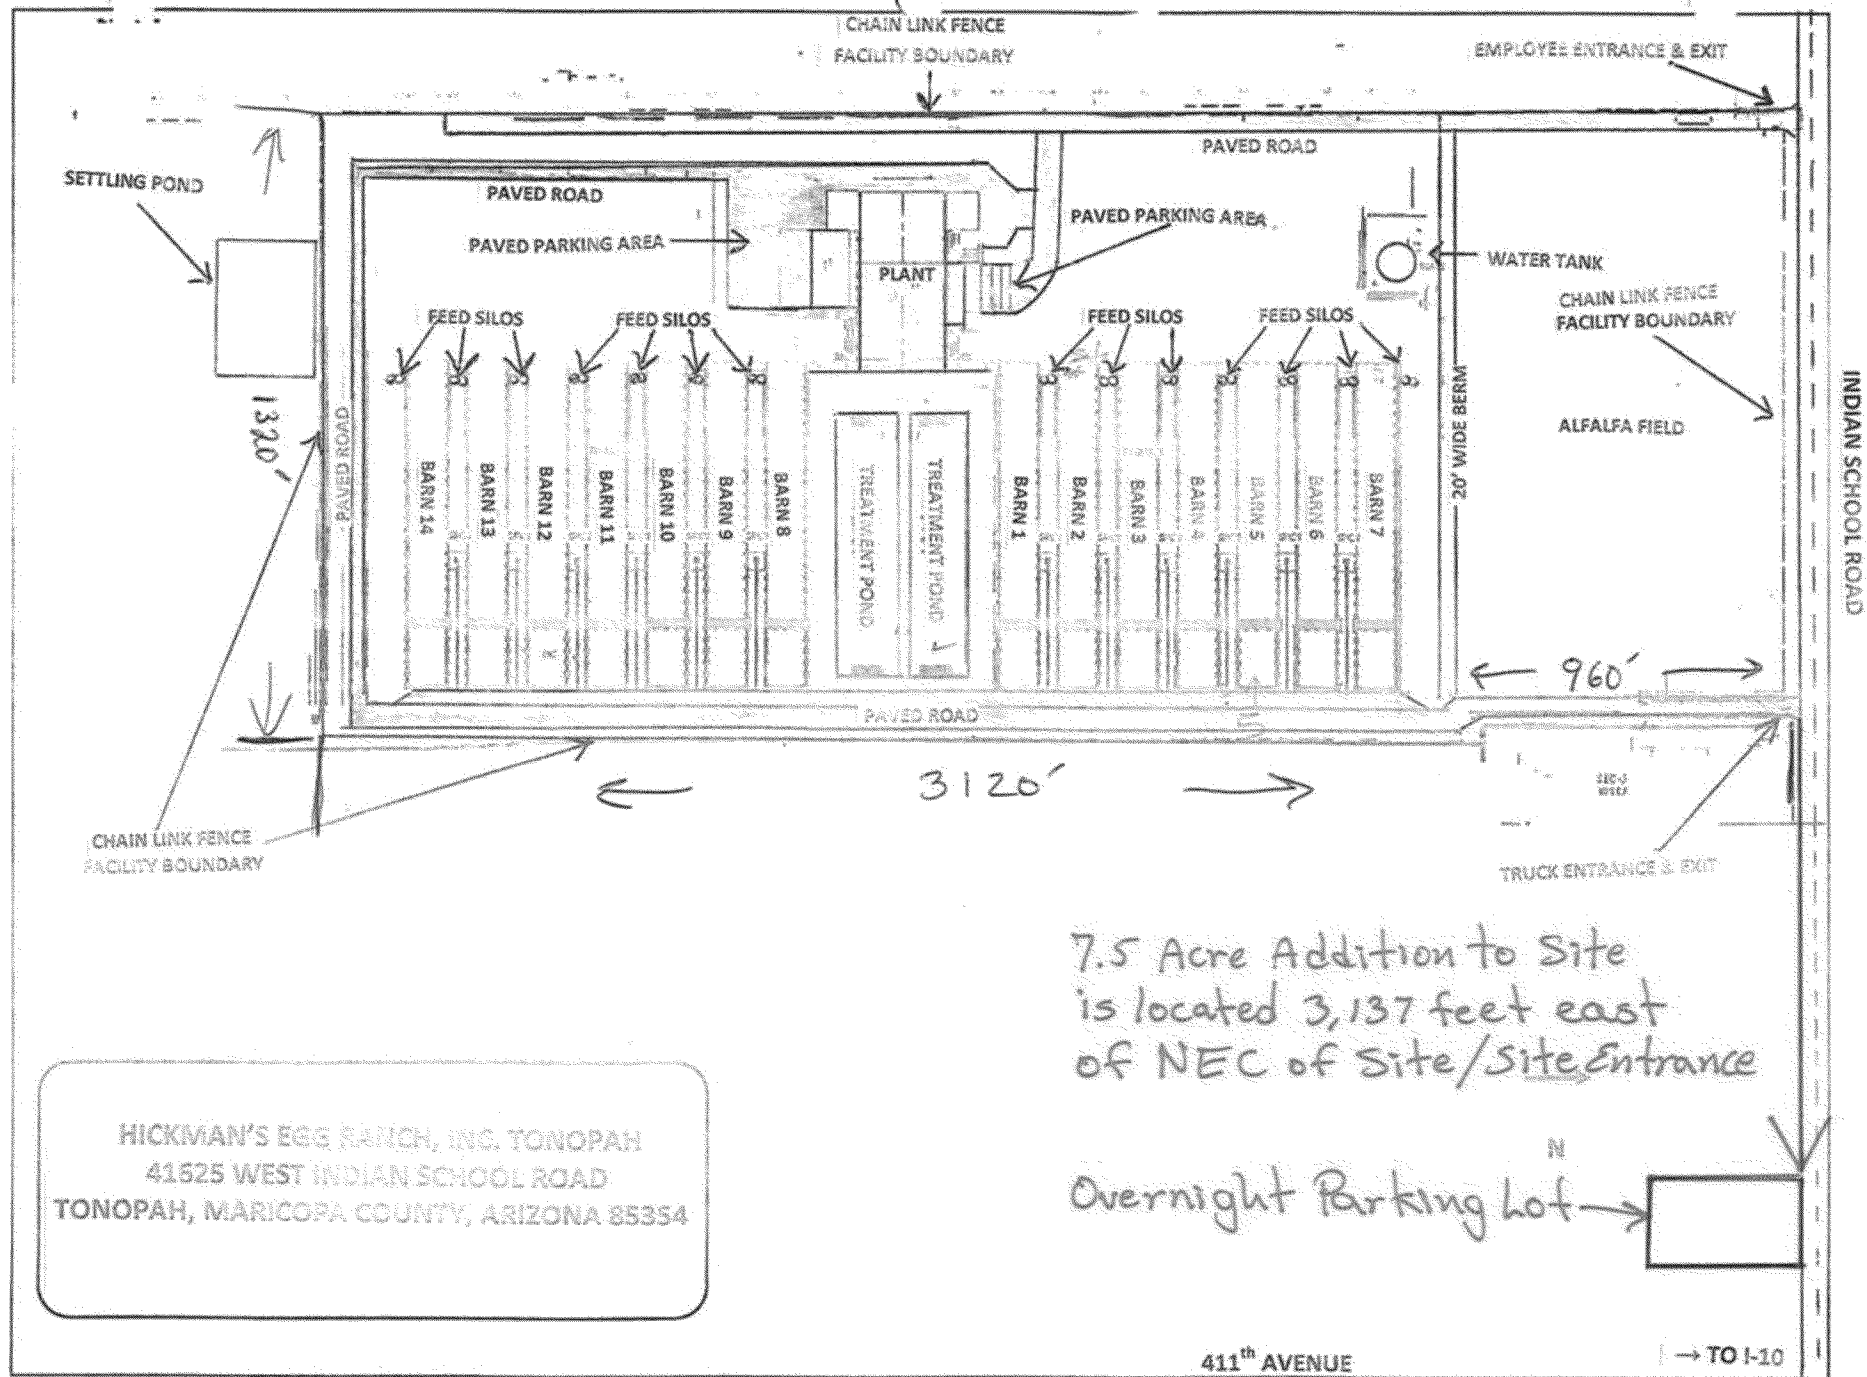 CHAIN LINK FENCE
FACILITY BOUNDARY
EMPLOYEE ENTRANCE & EXIT
PAVED ROAD
SETTLING POND
PAVED ROAD
PAVED PARKING AREA
PAVED PARKING AREA
PLANT
WATER TANK
CHAIN LINK FENCE
FACILITY BOUNDARY
FEED SILOS
FEED SILOS
FEED SILOS
FEED SILOS
1320'
PAVED ROAD
BARN 14
BARN 13
BARN 12
BARN 11
BARN 10
BARN 9
BARN 8
TREATMENT POND
TREATMENT POND
BARN 1
BARN 2
BARN 3
BARN 4
BARN 5
BARN 6
BARN 7
20' WIDE BERM
ALFALFA FIELD
INDIAN SCHOOL ROAD
960'
PAVED ROAD
3120'
CHAIN LINK FENCE
FACILITY BOUNDARY
TRUCK ENTRANCE & EXIT
7.5 Acre Addition to Site
is located 3,137 feet east
of NEC of Site/Site Entrance
N
Overnight Parking Lot
HICKMAN'S EGG RANCH, INC. TONOPAH
41625 WEST INDIAN SCHOOL ROAD
TONOPAH, MARICOPA COUNTY, ARIZONA 85354
411th AVENUE
→ TO I-10